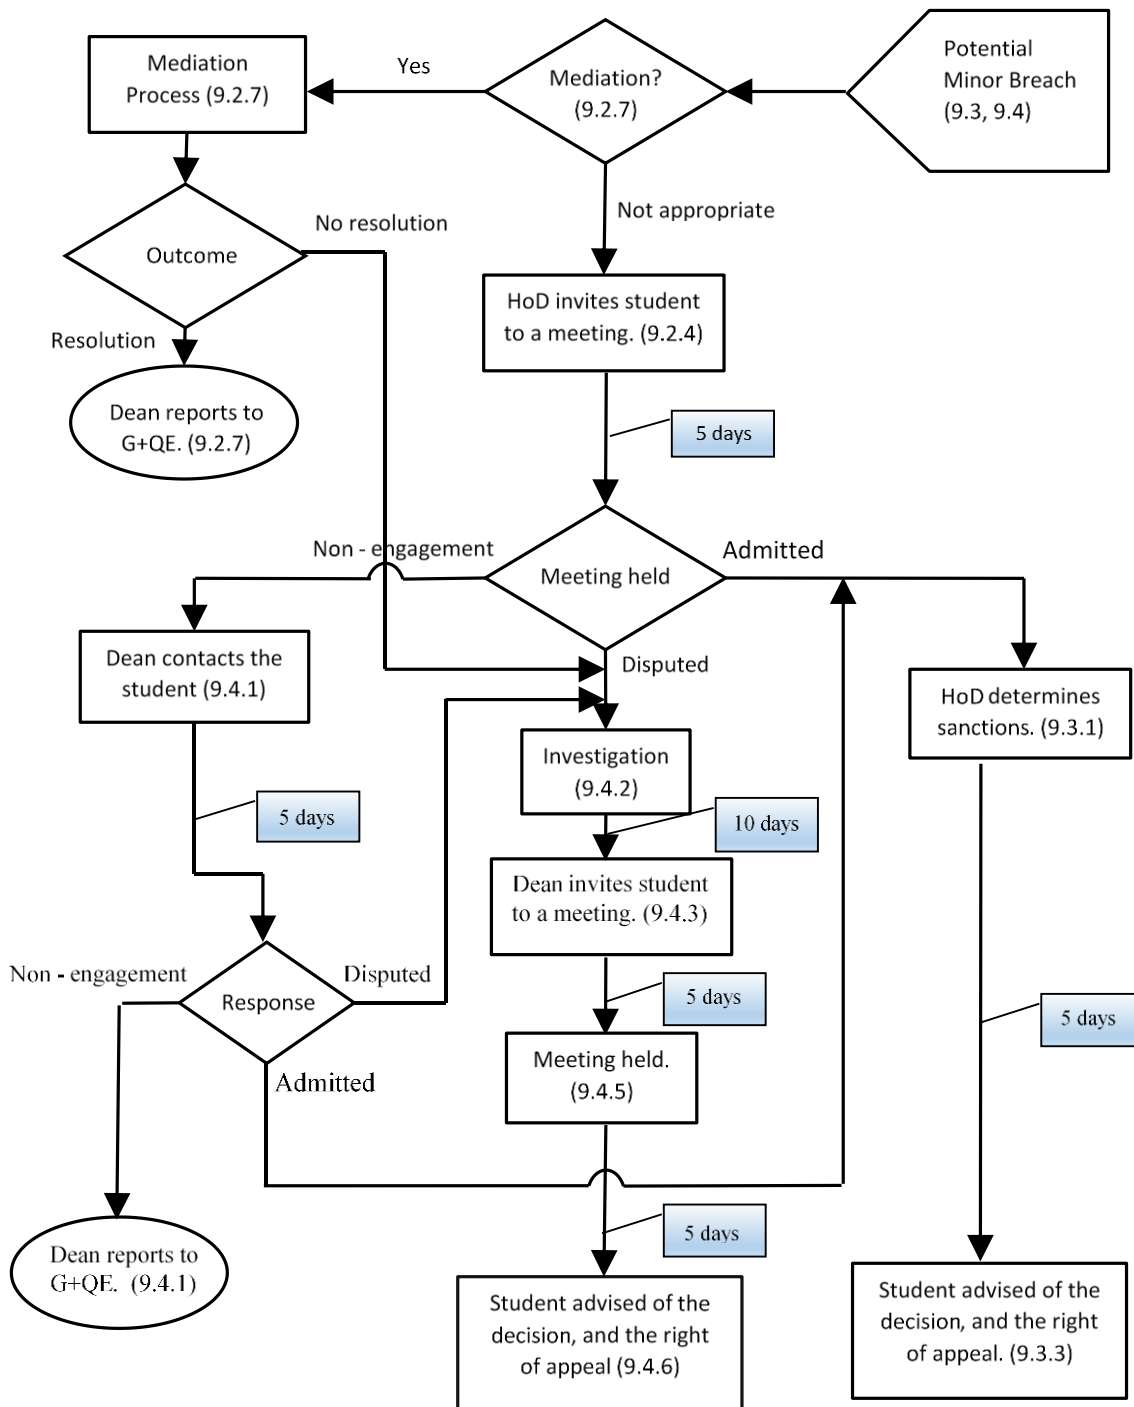 Mediation
Process (9.2.7)
Yes
Mediation?
(9.2.7)
Potential
Minor Breach
(9.3, 9.4)
Not appropriate
No resolution
Outcome
HoD invites student
to a meeting. (9.2.4)
Resolution
Dean reports to
G+QE. (9.2.7)
5 days
Non - engagement
Admitted
Meeting held
Disputed
Dean contacts the
student (9.4.1)
HoD determines
sanctions. (9.3.1)
Investigation
(9.4.2)
5 days
10 days
Dean invites student
to a meeting. (9.4.3)
Non - engagement
Disputed
Response
5 days
5 days
Admitted
Meeting held.
(9.4.5)
5 days
Dean reports to
G+QE. (9.4.1)
Student advised of the
decision, and the right
of appeal (9.4.6)
Student advised of the
decision, and the right
of appeal. (9.3.3)